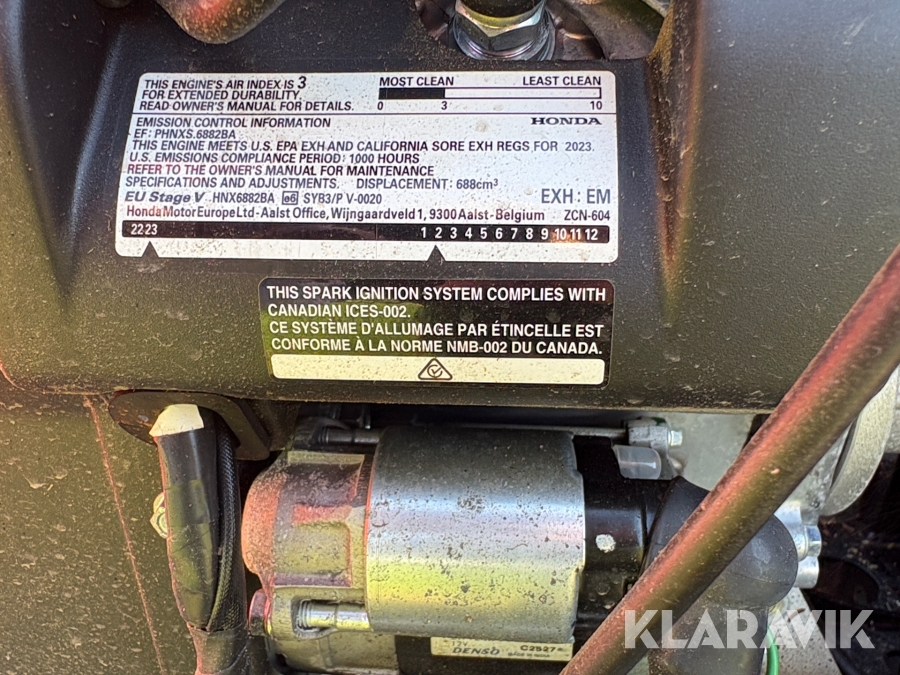 THIS ENGINE'S AIR INDEX IS 3
FOR EXTENDED DURABILITY.
READ OWNER'S MANUAL FOR DETAILS.
MOST CLEAN LEAST CLEAN
0 3 10
EMISSION CONTROL INFORMATION
HONDA
EF: PHNXS.6882BA
THIS ENGINE MEETS U.S. EPA EXH AND CALIFORNIA SORE EXH REGS FOR 2023.
U.S. EMISSIONS COMPLIANCE PERIOD: 1000 HOURS
REFER TO THE OWNER'S MANUAL FOR MAINTENANCE
SPECIFICATIONS AND ADJUSTMENTS. DISPLACEMENT: 688cm³
EXH: EM
EU Stage V HNX6882BA e6 SYB3/P V-0020
Honda Motor Europe Ltd - Aalst Office, Wijngaardveld 1, 9300 Aalst - Belgium ZCN-604
22 23 1 2 3 4 5 6 7 8 9 10 11 12
THIS SPARK IGNITION SYSTEM COMPLIES WITH
CANADIAN ICES-002.
CE SYSTÈME D'ALLUMAGE PAR ÉTINCELLE EST
CONFORME À LA NORME NMB-002 DU CANADA.
DENSO
KLARAVIK